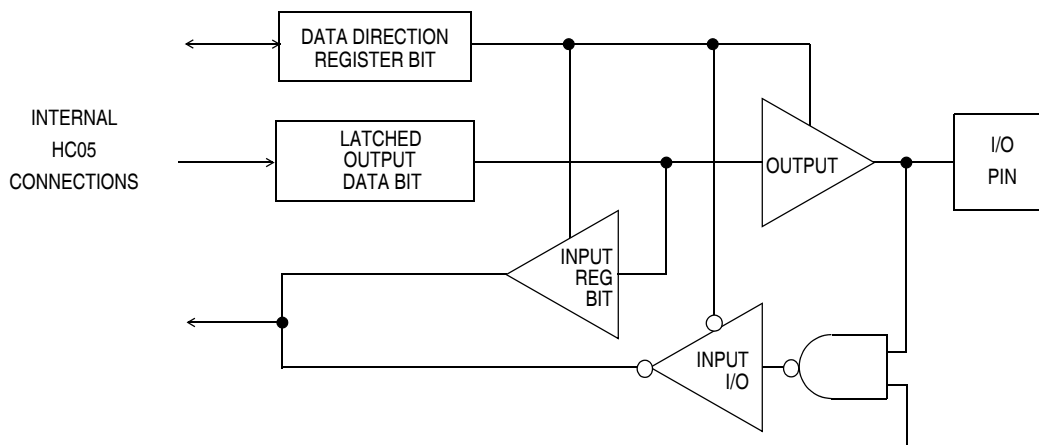 DATA DIRECTION
REGISTER BIT
INTERNAL
HC05
CONNECTIONS
LATCHED
OUTPUT
DATA BIT
OUTPUT
I/O
PIN
INPUT
REG
BIT
INPUT
I/O